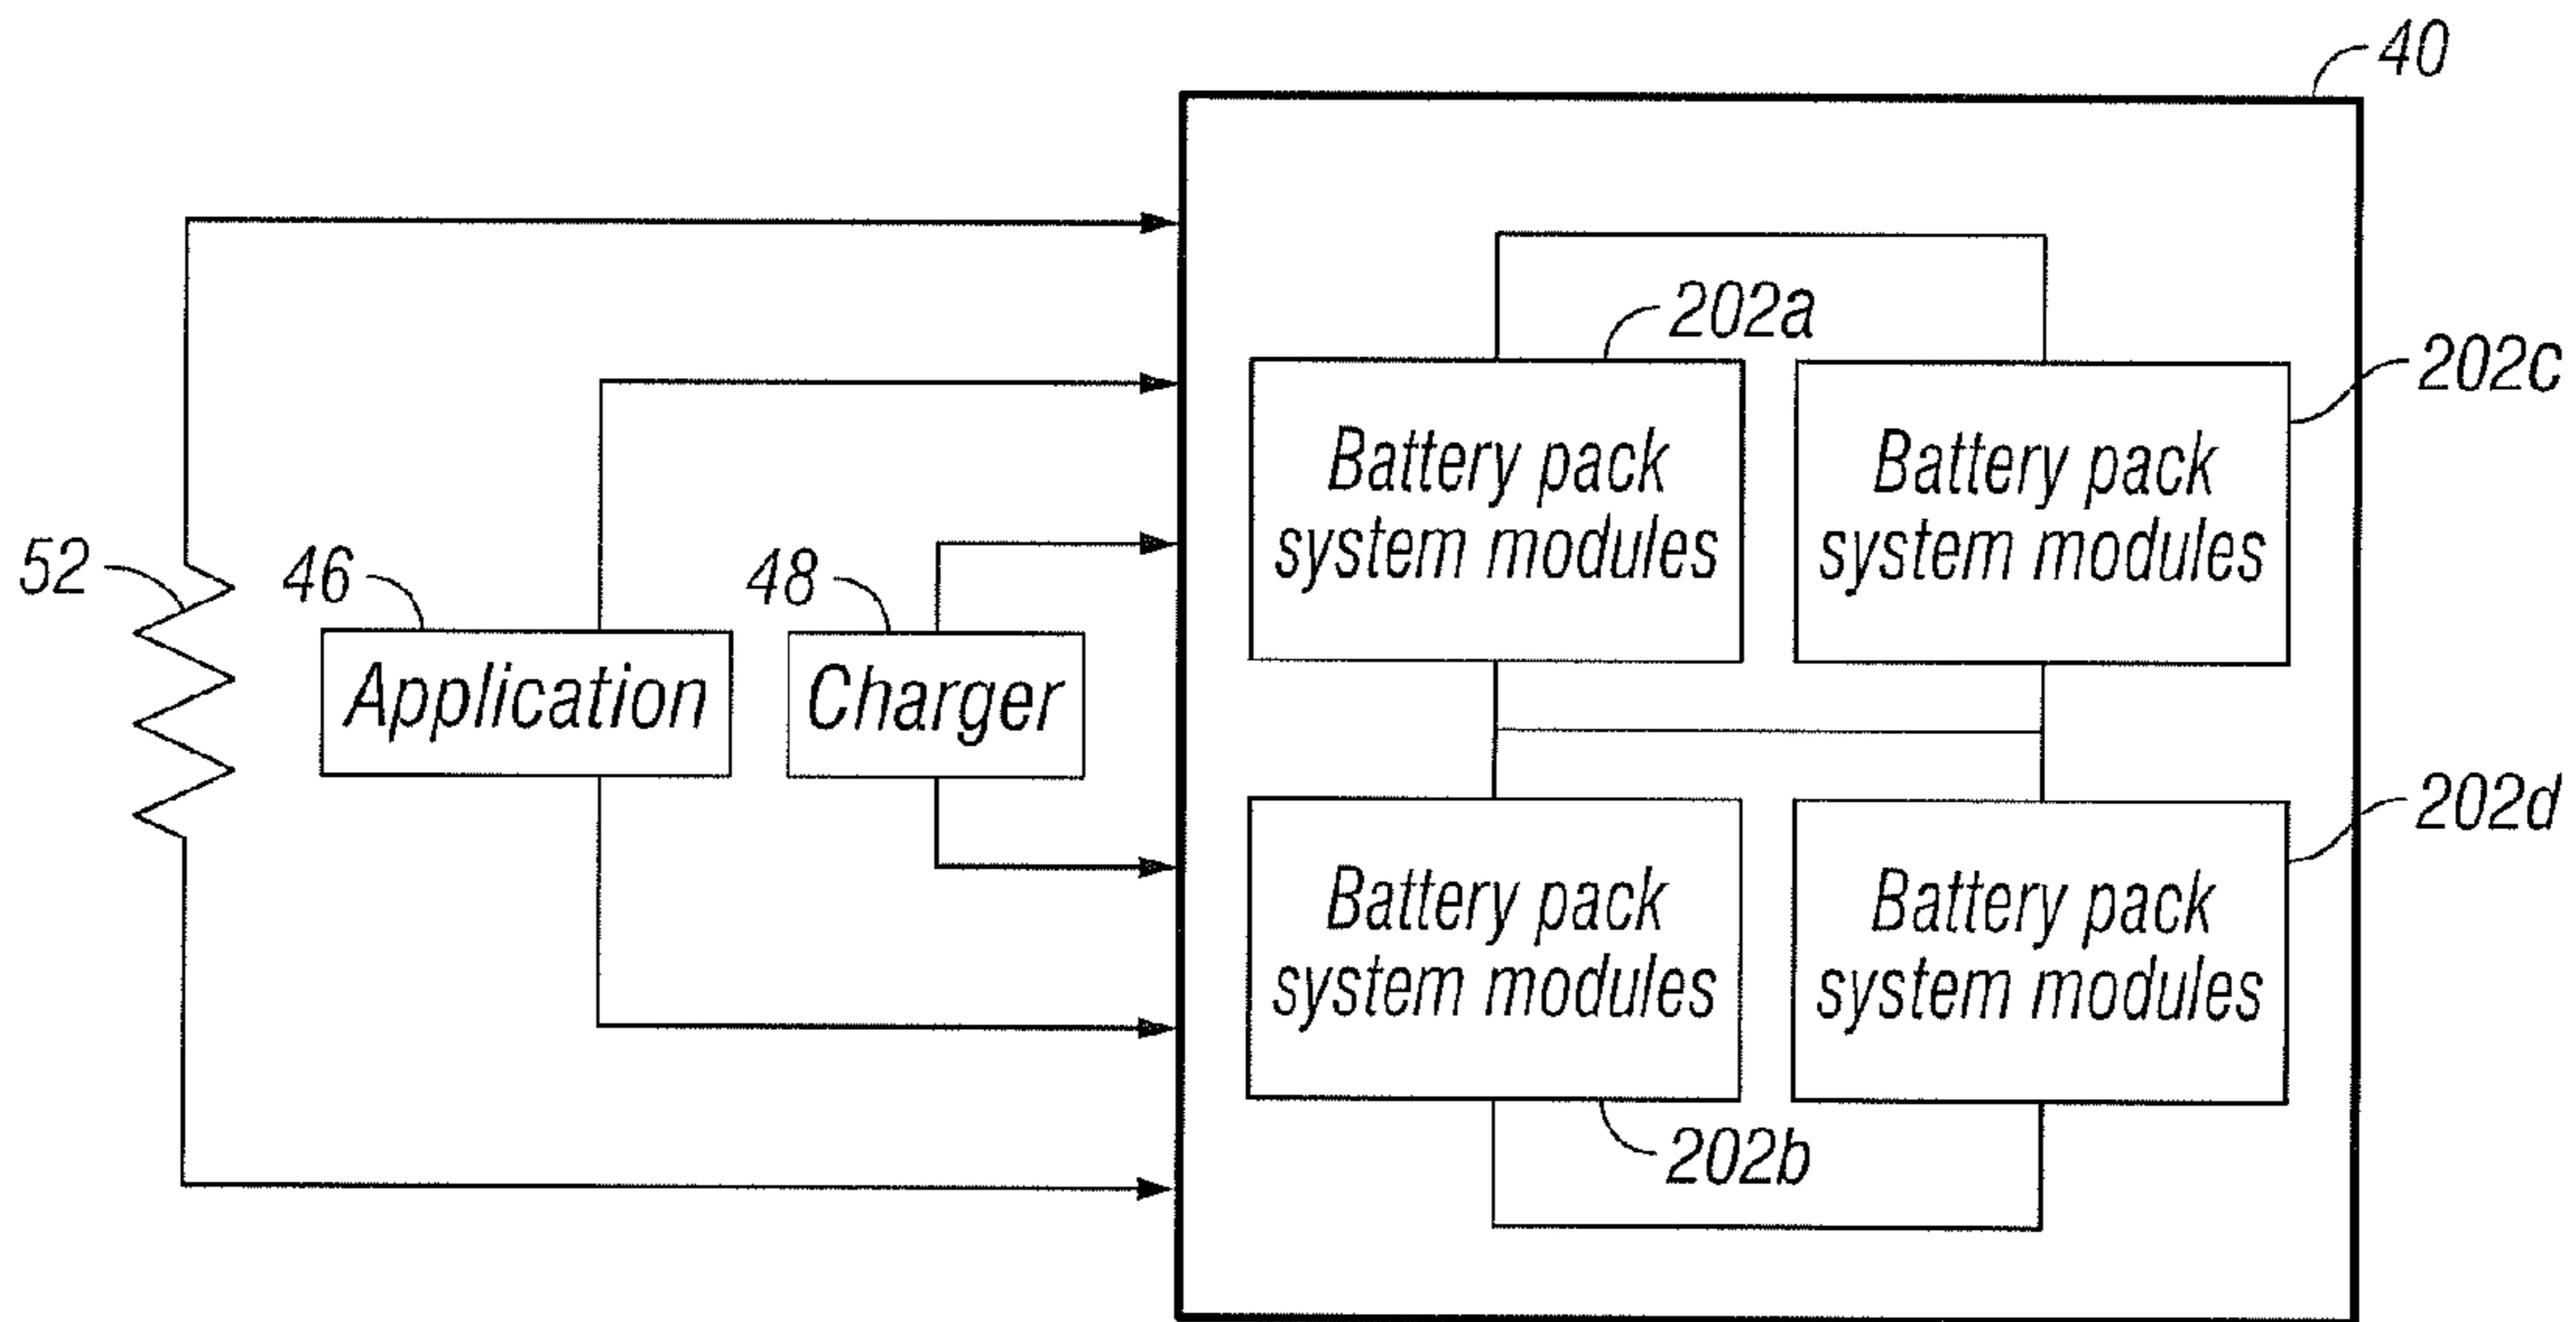 40
202a
202c
Battery pack
system modules
Battery pack
system modules
52
46
48
Application
Charger
202d
Battery pack
system modules
Battery pack
system modules
202b